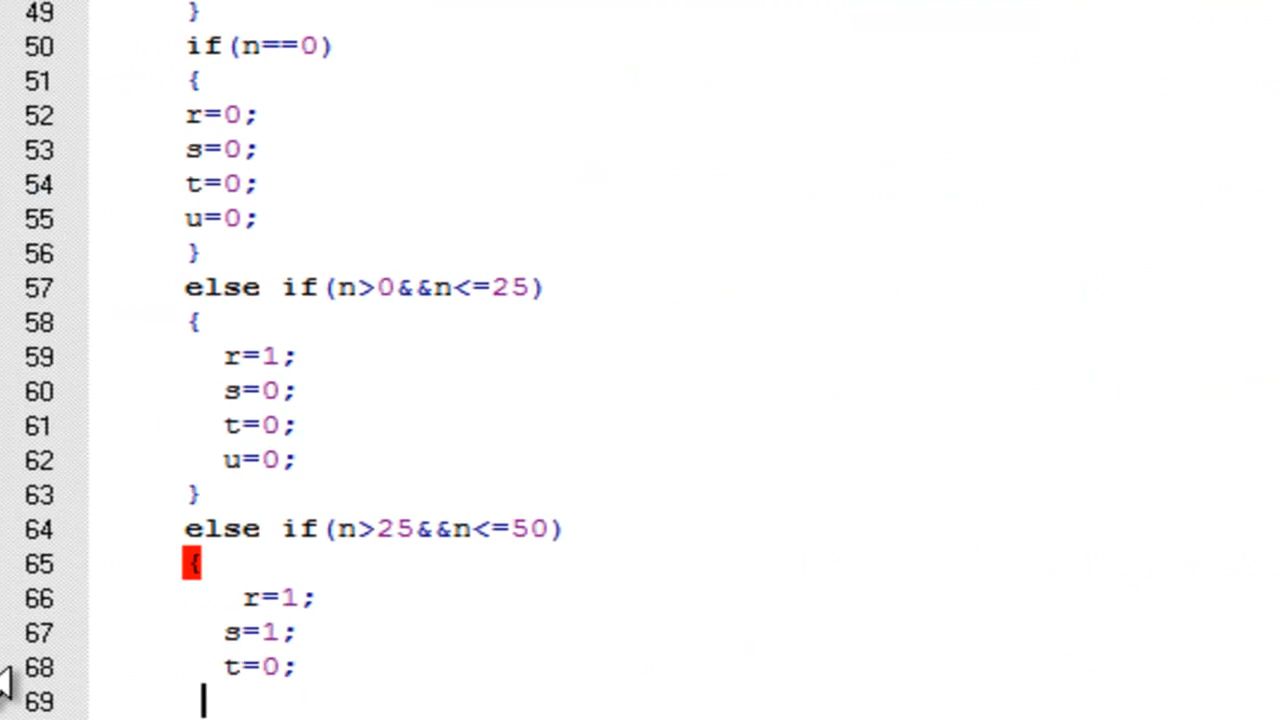 49 }
50 if(n==0)
51 {
52 r=0;
53 s=0;
54 t=0;
55 u=0;
56 }
57 else if(n>0&&n<=25)
58 {
59 r=1;
60 s=0;
61 t=0;
62 u=0;
63 }
64 else if(n>25&&n<=50)
65 {
66 r=1;
67 s=1;
68 t=0;
69